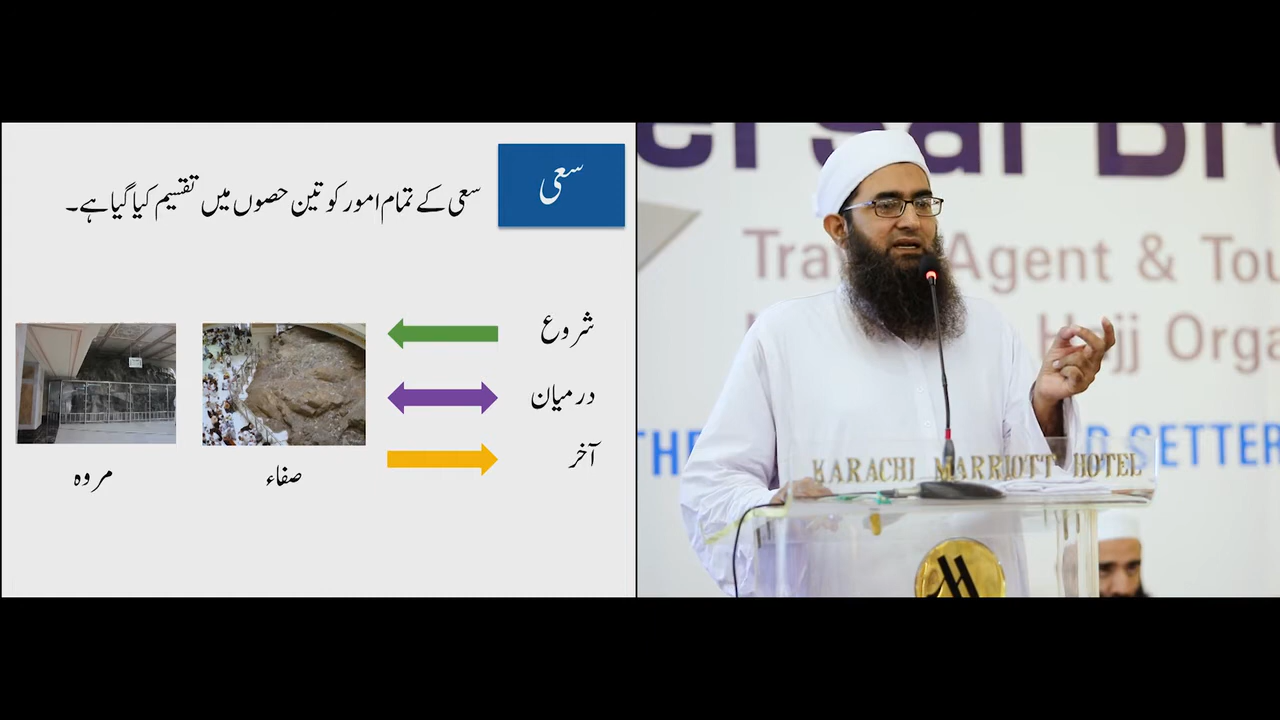 سعی
سعی کے تمام امور کو تین حصوں میں تقسیم کیا گیا ہے۔
شروع
درمیان
آخر
صفاء
مروہ
Agent & Tou
Hajj Orga
SETTER
KARACHI MARRIOTT HOTEL